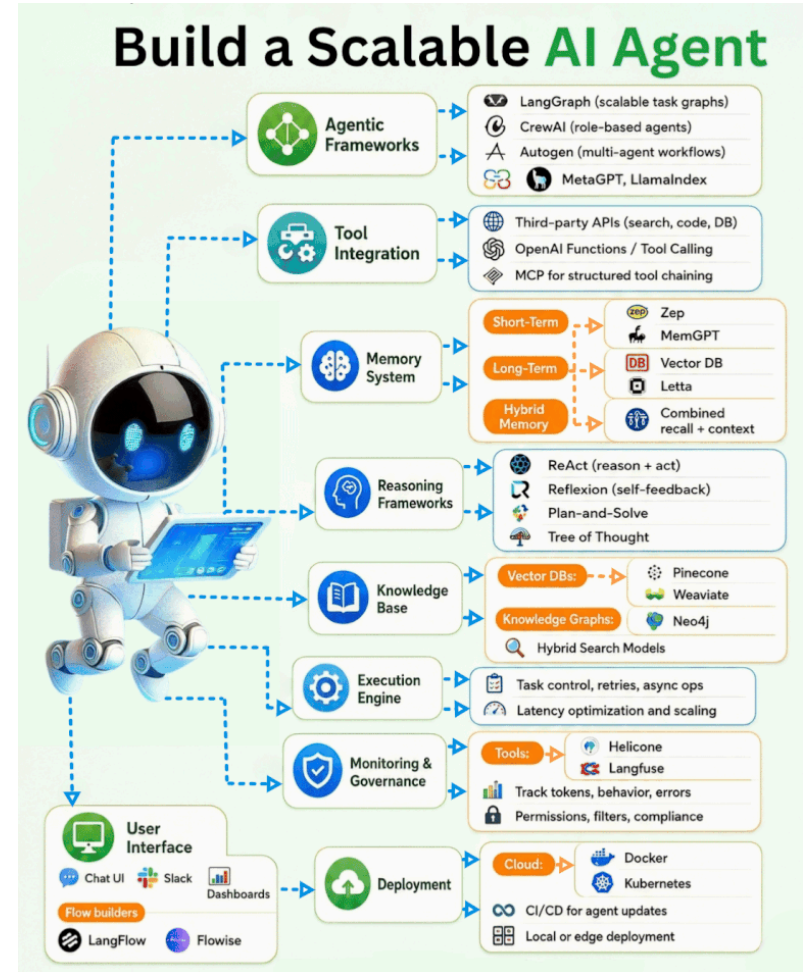 Build a Scalable AI Agent
Agentic
Frameworks
LangGraph (scalable task graphs)
CrewAI (role-based agents)
Autogen (multi-agent workflows)
MetaGPT, LlamaIndex
Tool
Integration
Third-party APIs (search, code, DB)
OpenAI Functions / Tool Calling
MCP for structured tool chaining
Memory
System
Short-Term
Long-Term
Hybrid
Memory
zep
Zep
MemGPT
DB
Vector DB
Letta
Combined
recall + context
Reasoning
Frameworks
ReAct (reason + act)
Reflexion (self-feedback)
Plan-and-Solve
Tree of Thought
Knowledge
Base
Vector DBs:
Pinecone
Weaviate
Knowledge Graphs:
Neo4j
Hybrid Search Models
Execution
Engine
Task control, retries, async ops
Latency optimization and scaling
Monitoring &
Governance
Tools:
Helicone
Langfuse
Track tokens, behavior, errors
Permissions, filters, compliance
User
Interface
Chat UI
Slack
Dashboards
Flow builders
LangFlow
Flowise
Deployment
Cloud:
Docker
Kubernetes
CI/CD for agent updates
Local or edge deployment